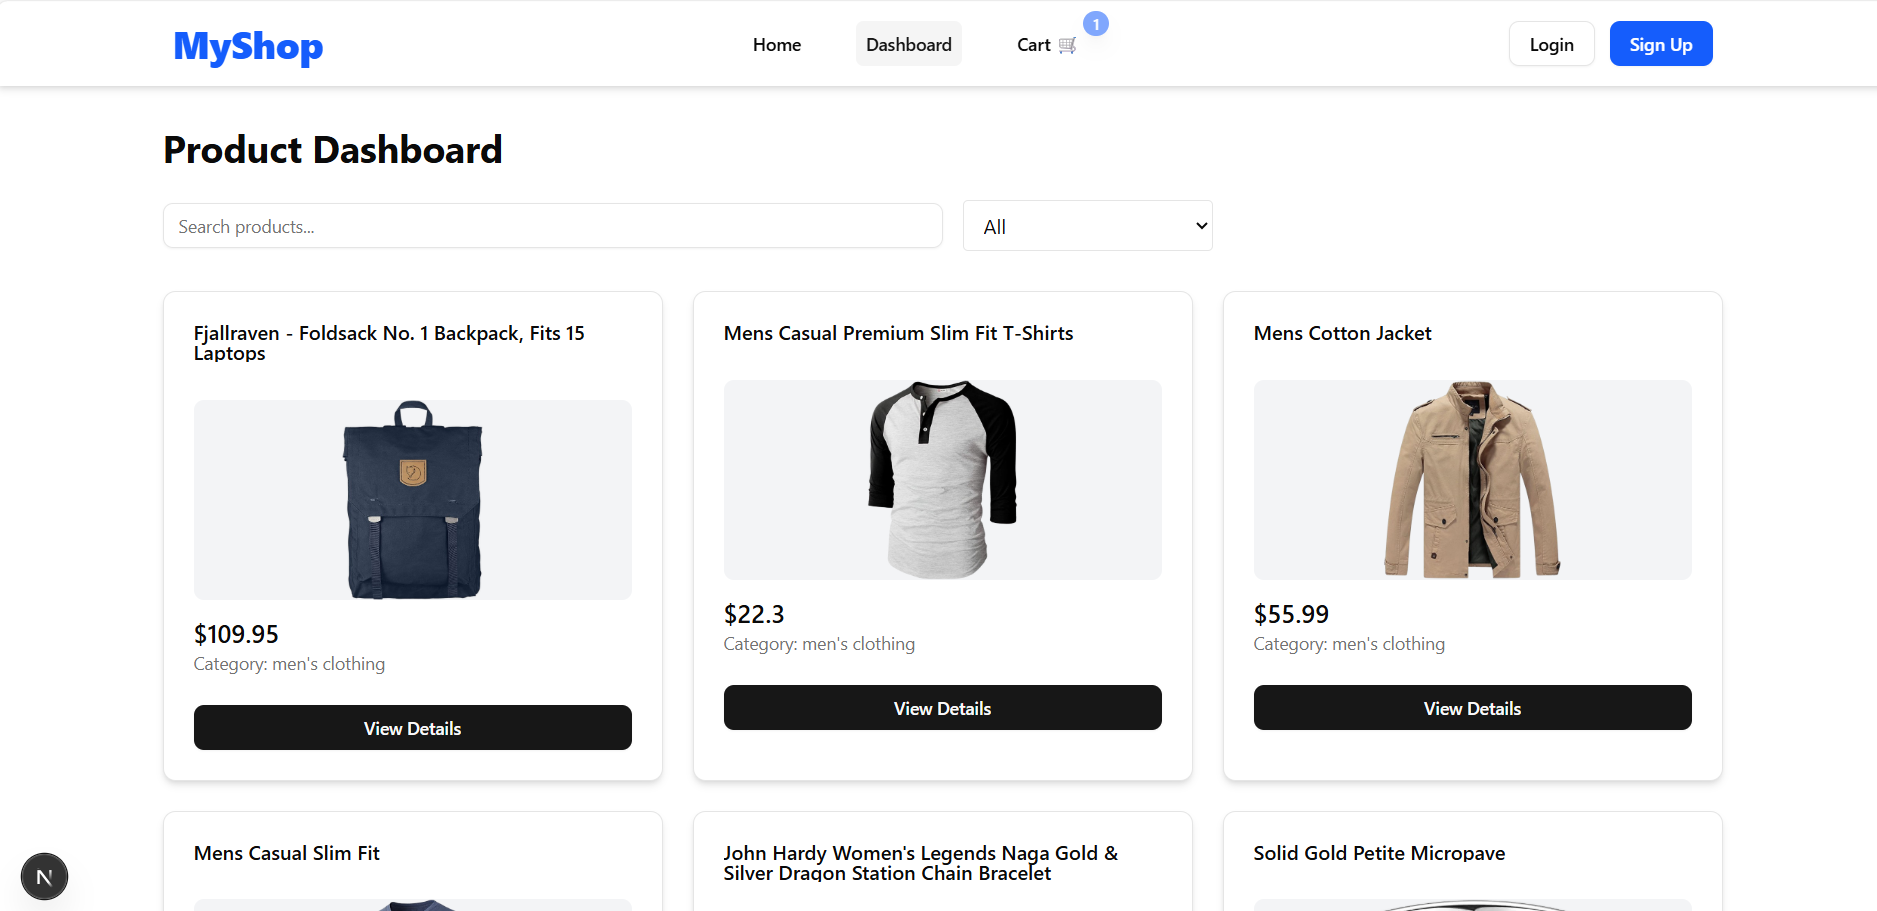 MyShop
Home
Dashboard
Cart 🛒
1
Login
Sign Up
Product Dashboard
Search products...
All
Fjallraven - Foldsack No. 1 Backpack, Fits 15
Laptops
$109.95
Category: men's clothing
View Details
Mens Casual Premium Slim Fit T-Shirts
$22.3
Category: men's clothing
View Details
Mens Cotton Jacket
$55.99
Category: men's clothing
View Details
Mens Casual Slim Fit
John Hardy Women's Legends Naga Gold &
Silver Dragon Station Chain Bracelet
Solid Gold Petite Micropave
N